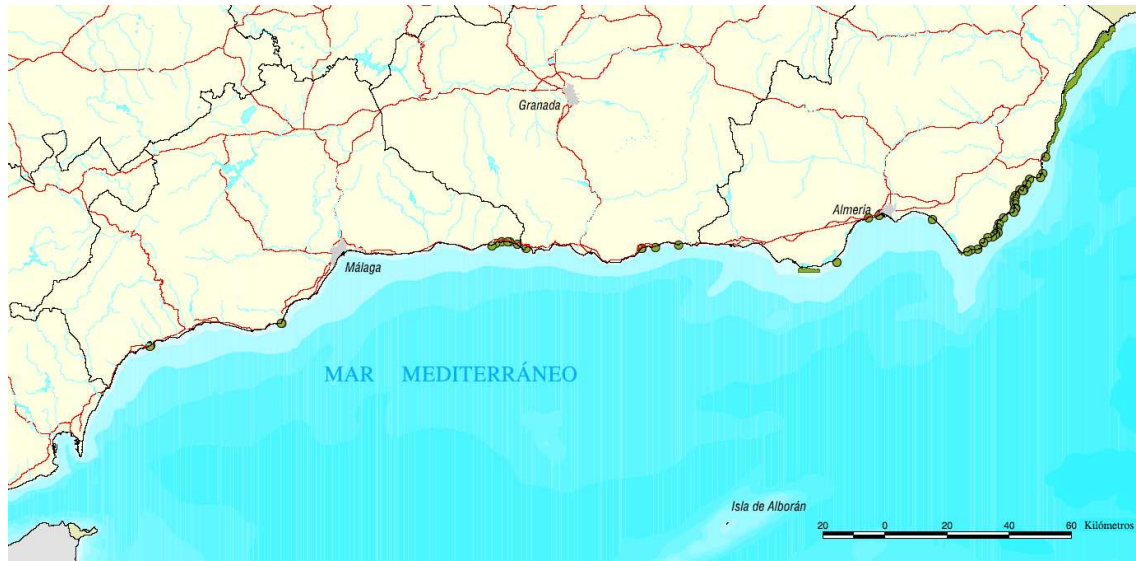 Granada
Almería
Málaga
MAR MEDITERRÁNEO
Isla de Alborán
20 0 20 40 60 Kilómetros